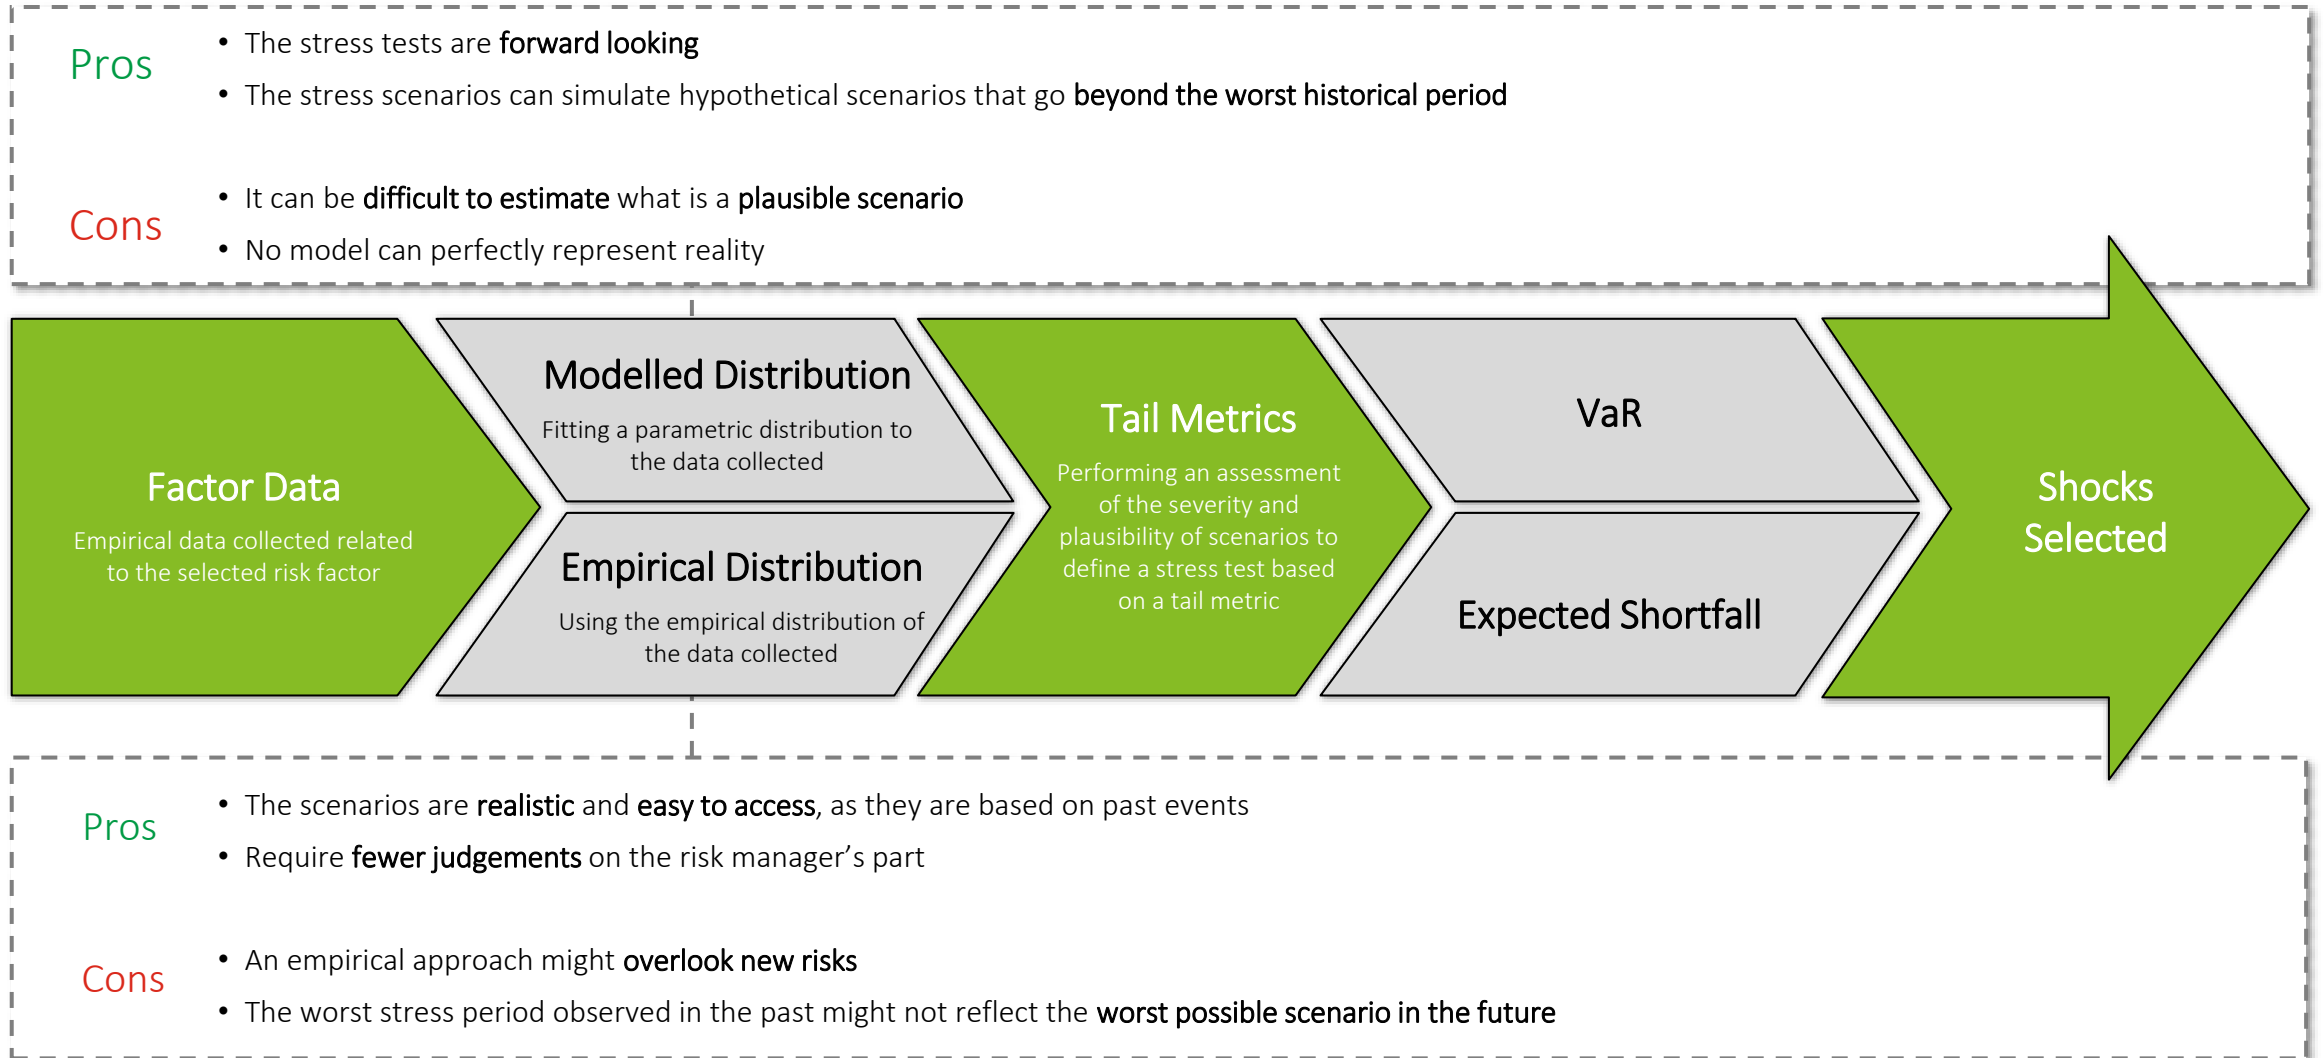 Pros
• The stress tests are forward looking
• The stress scenarios can simulate hypothetical scenarios that go beyond the worst historical period
Cons
• It can be difficult to estimate what is a plausible scenario
• No model can perfectly represent reality
Factor Data
Empirical data collected related
to the selected risk factor
Modelled Distribution
Fitting a parametric distribution to
the data collected
Empirical Distribution
Using the empirical distribution of
the data collected
Tail Metrics
Performing an assessment
of the severity and
plausibility of scenarios to
define a stress test based
on a tail metric
VaR
Expected Shortfall
Shocks
Selected
Pros
• The scenarios are realistic and easy to access, as they are based on past events
• Require fewer judgements on the risk manager’s part
Cons
• An empirical approach might overlook new risks
• The worst stress period observed in the past might not reflect the worst possible scenario in the future